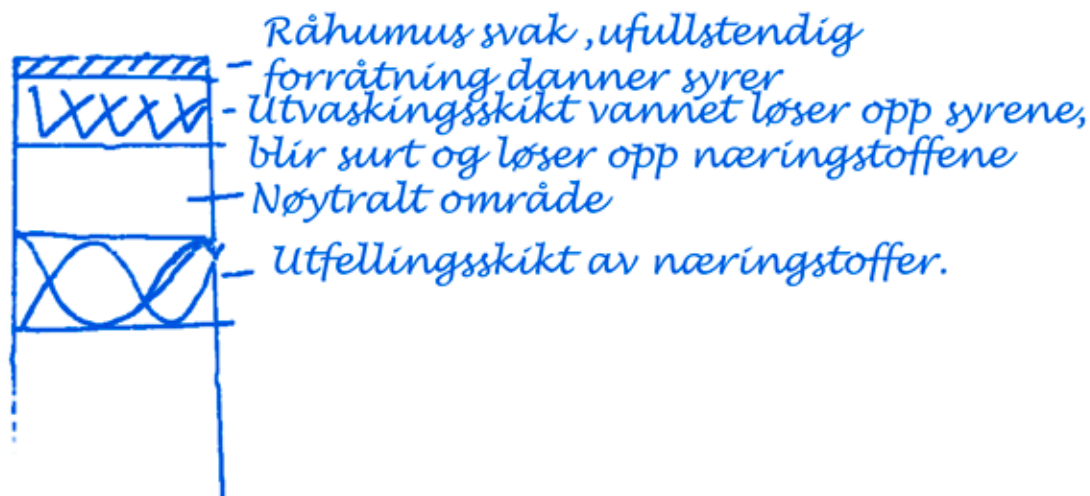 Råhumus svak ,ufullstendig
forråtning danner syrer
Utvaskingsskikt vannet løser opp syrene,
blir surt og løser opp næringstoffene
Nøytralt område
Utfellingsskikt av næringstoffer.